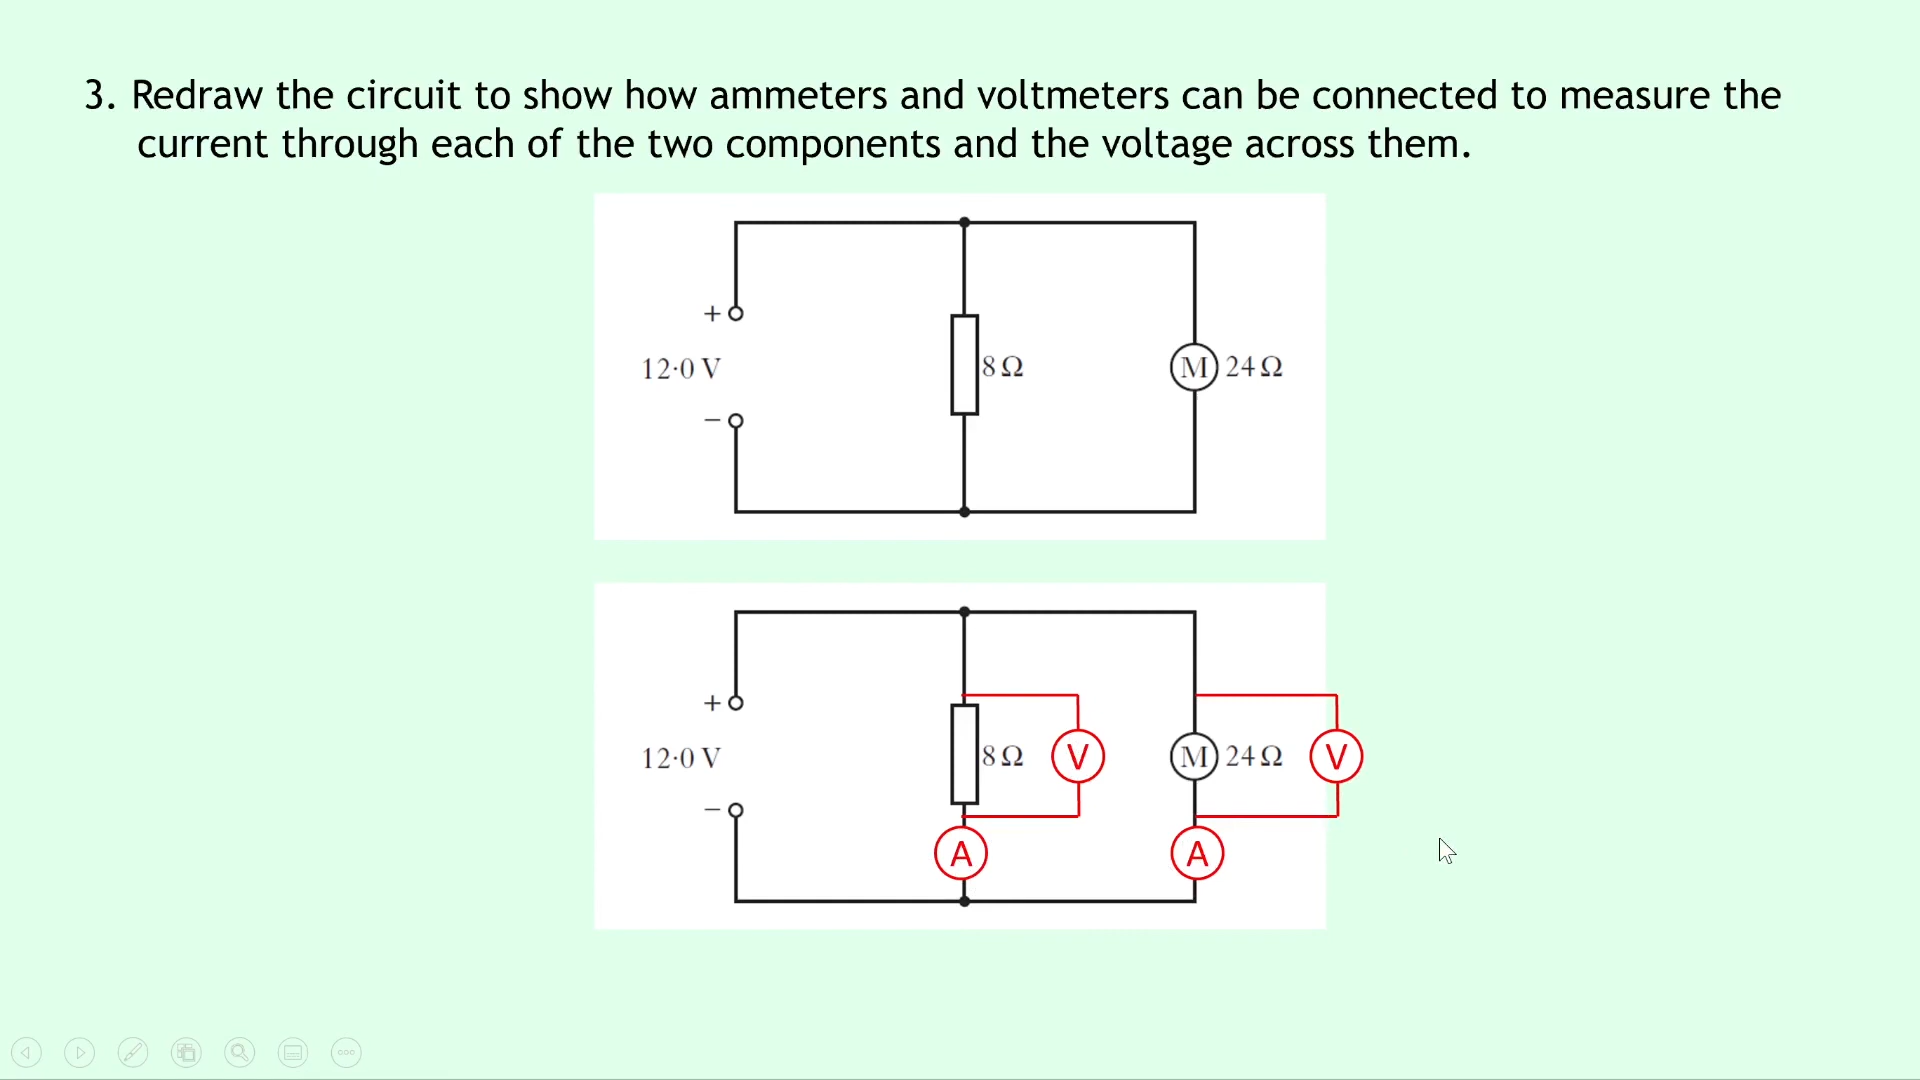 3. Redraw the circuit to show how ammeters and voltmeters can be connected to measure the
current through each of the two components and the voltage across them.
+
12·0 V
8 Ω
M 24 Ω
−
+
12·0 V
8 Ω
V
M 24 Ω
V
−
A
A